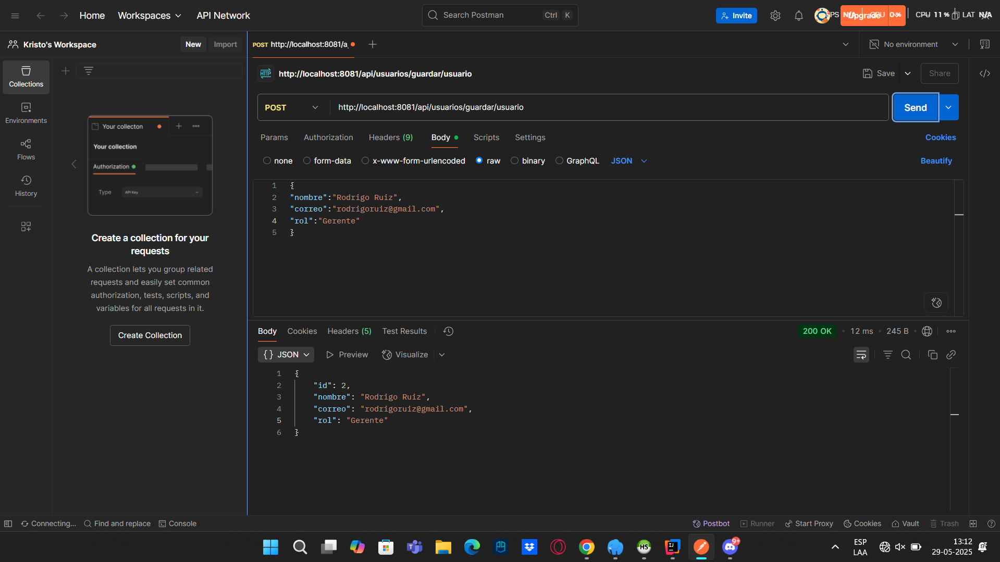 Home Workspaces API Network Search Postman Ctrl K Invite Upgrade
N/A GPU 0% CPU 11 % LAT N/A
Kristo's Workspace New Import POST http://localhost:8081/a No environment
Collections
Environments
Flows
History
Your collecton
Your collection
Authorization
Type API Key
Create a collection for your
requests
A collection lets you group related
requests and easily set common
authorization, tests, scripts, and
variables for all requests in it.
Create Collection
HTTP http://localhost:8081/api/usuarios/guardar/usuario Save Share
POST http://localhost:8081/api/usuarios/guardar/usuario Send
Params Authorization Headers (9) Body Scripts Settings Cookies
none form-data x-www-form-urlencoded raw binary GraphQL JSON Beautify
1 {
2 "nombre":"Rodrigo Ruiz",
3 "correo":"rodrigoruiz@gmail.com",
4 "rol":"Gerente"
5 }
Body Cookies Headers (5) Test Results 200 OK 12 ms 245 B
{} JSON Preview Visualize
1 {
2 "id": 2,
3 "nombre": "Rodrigo Ruiz",
4 "correo": "rodrigoruiz@gmail.com",
5 "rol": "Gerente"
6 }
Connecting... Find and replace Console Postbot Runner Start Proxy Cookies Vault Trash
HS IJ 9+
ESP
LAA
13:12
29-05-2025